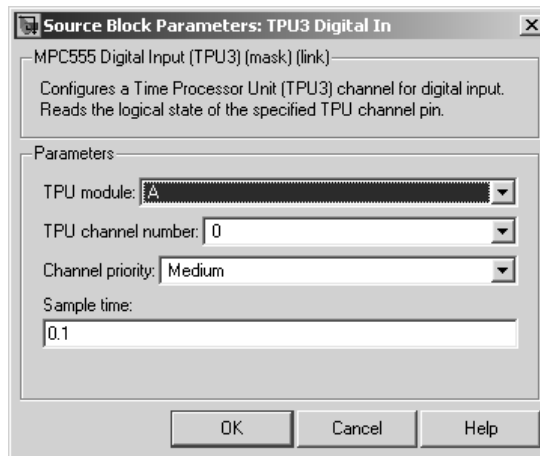 Source Block Parameters: TPU3 Digital In
MPC555 Digital Input (TPU3) (mask) (link)
Configures a Time Processor Unit (TPU3) channel for digital input.
Reads the logical state of the specified TPU channel pin.
Parameters
TPU module: A
TPU channel number: 0
Channel priority: Medium
Sample time:
0.1
OK Cancel Help